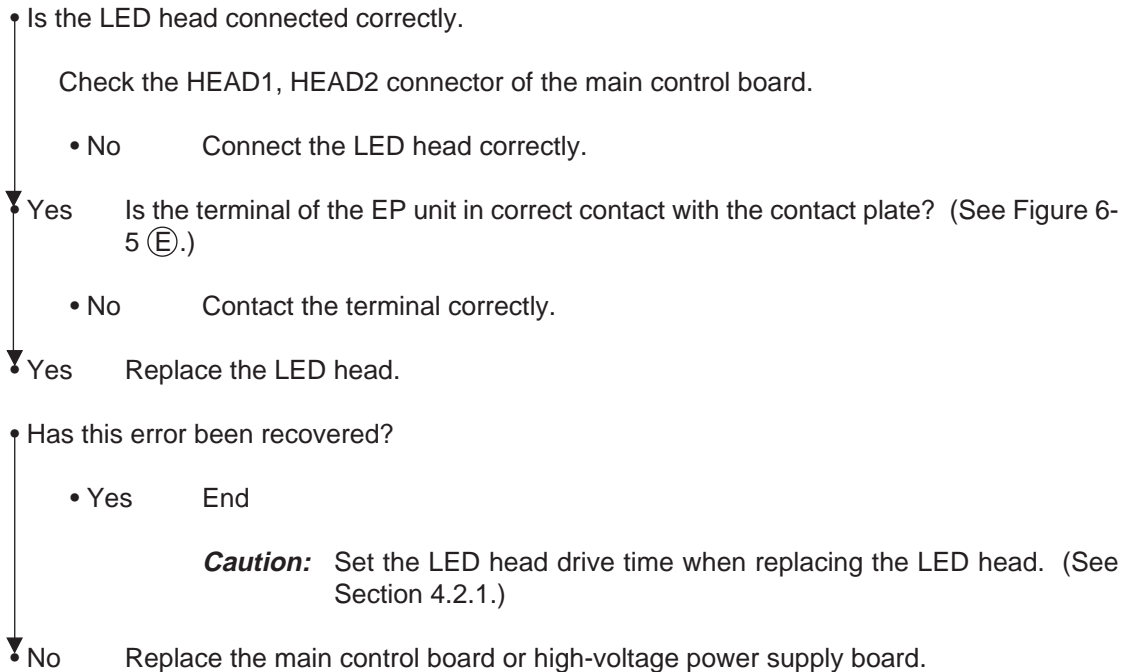 • Is the LED head connected correctly.
Check the HEAD1, HEAD2 connector of the main control board.
• No Connect the LED head correctly.
• Yes Is the terminal of the EP unit in correct contact with the contact plate? (See Figure 6-
5 Ⓔ.)
• No Contact the terminal correctly.
• Yes Replace the LED head.
• Has this error been recovered?
• Yes End
Caution: Set the LED head drive time when replacing the LED head. (See
Section 4.2.1.)
• No Replace the main control board or high-voltage power supply board.